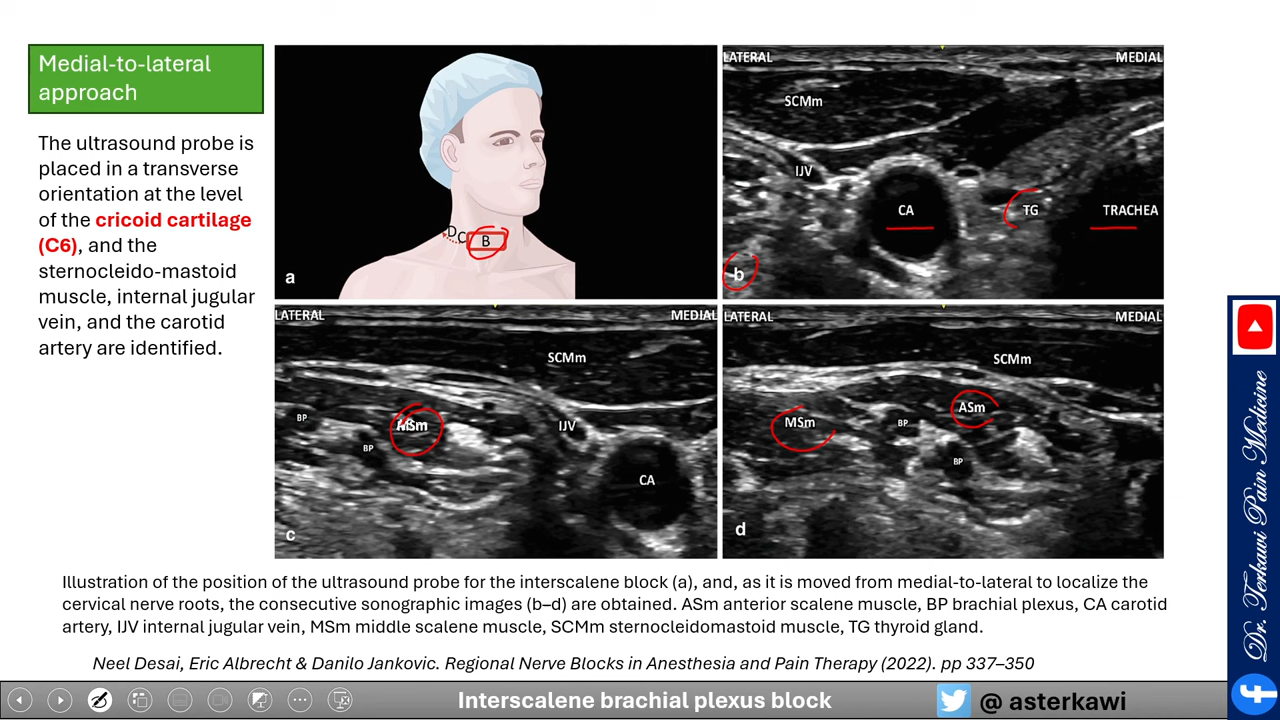 Medial-to-lateral
approach
The ultrasound probe is
placed in a transverse
orientation at the level
of the cricoid cartilage
(C6), and the
sternocleido-mastoid
muscle, internal jugular
vein, and the carotid
artery are identified.
D
C
B
a
LATERAL
MEDIAL
SCMm
IJV
CA
TG
TRACHEA
b
LATERAL
MEDIAL
SCMm
BP
BP
IJV
CA
c
LATERAL
MEDIAL
SCMm
MSm
BP
ASm
BP
d
Illustration of the position of the ultrasound probe for the interscalene block (a), and, as it is moved from medial-to-lateral to localize the
cervical nerve roots, the consecutive sonographic images (b–d) are obtained. ASm anterior scalene muscle, BP brachial plexus, CA carotid
artery, IJV internal jugular vein, MSm middle scalene muscle, SCMm sternocleidomastoid muscle, TG thyroid gland.
Neel Desai, Eric Albrecht & Danilo Jankovic. Regional Nerve Blocks in Anesthesia and Pain Therapy (2022). pp 337–350
Interscalene brachial plexus block
@ asterkawi
Dr. Terkawi Pain Medicine